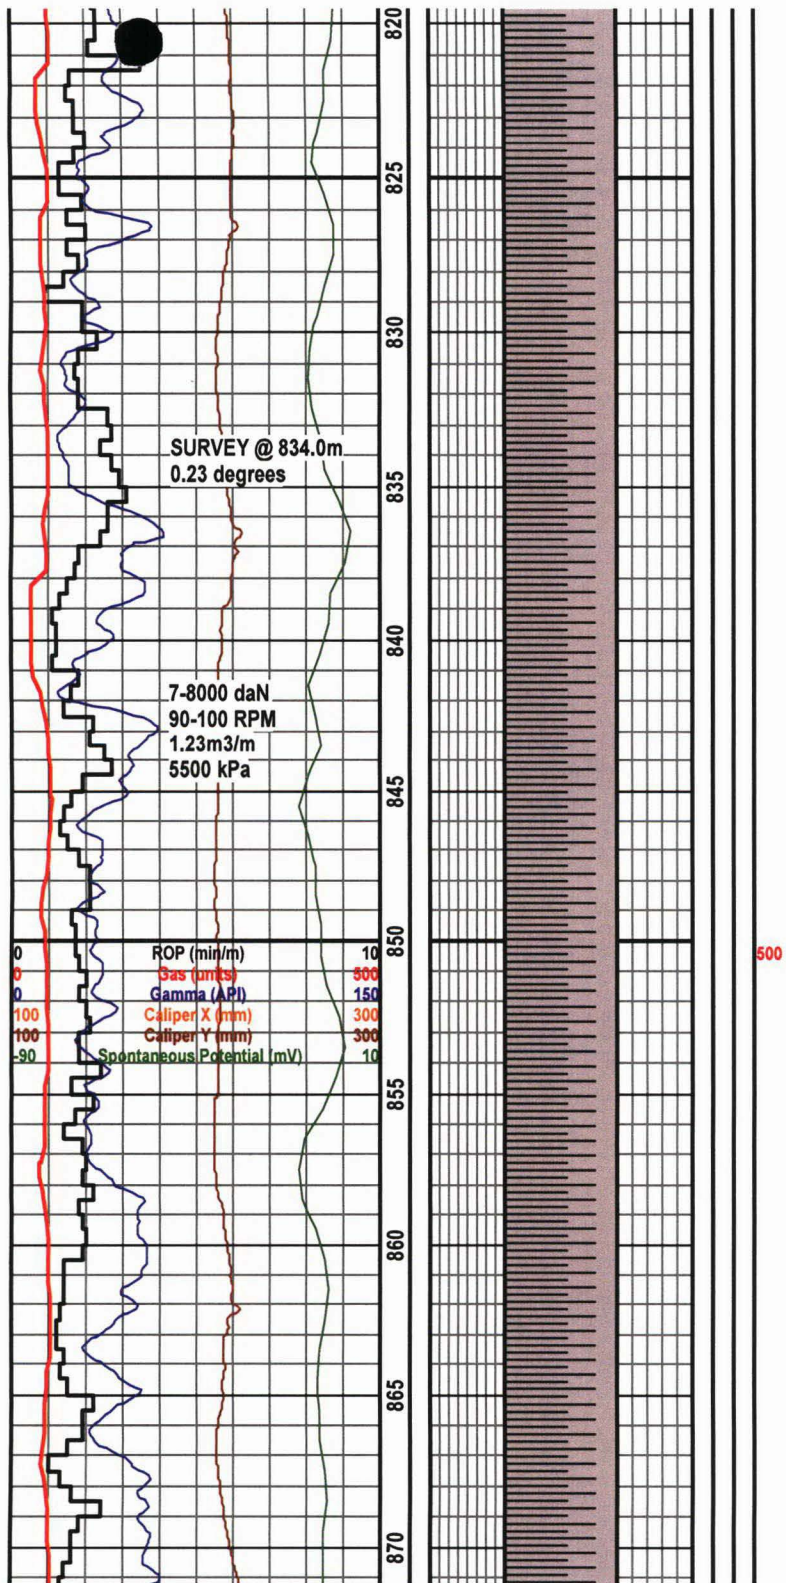 820
825
830
SURVEY @ 834.0m
0.23 degrees
835
840
7-8000 daN
90-100 RPM
1.23m3/m
5500 kPa
845
850
0 ROP (min/m) 10
0 Gas (units) 500
0 Gamma (API) 150
100 Caliper X (mm) 300
100 Caliper Y (mm) 300
-90 Spontaneous Potential (mV) 10
500
855
860
865
870